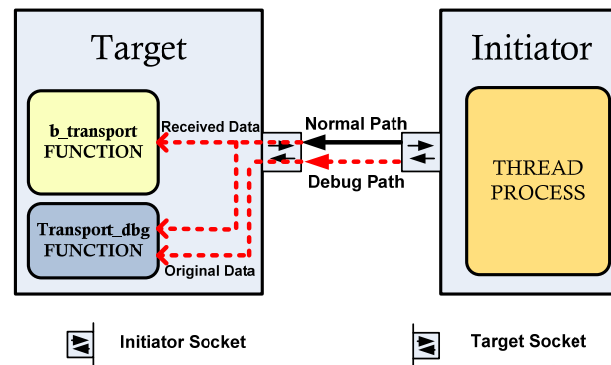 Target
Initiator
b_transport
FUNCTION
Received Data
Normal Path
Debug Path
THREAD
PROCESS
Transport_dbg
FUNCTION
Original Data
Initiator Socket
Target Socket